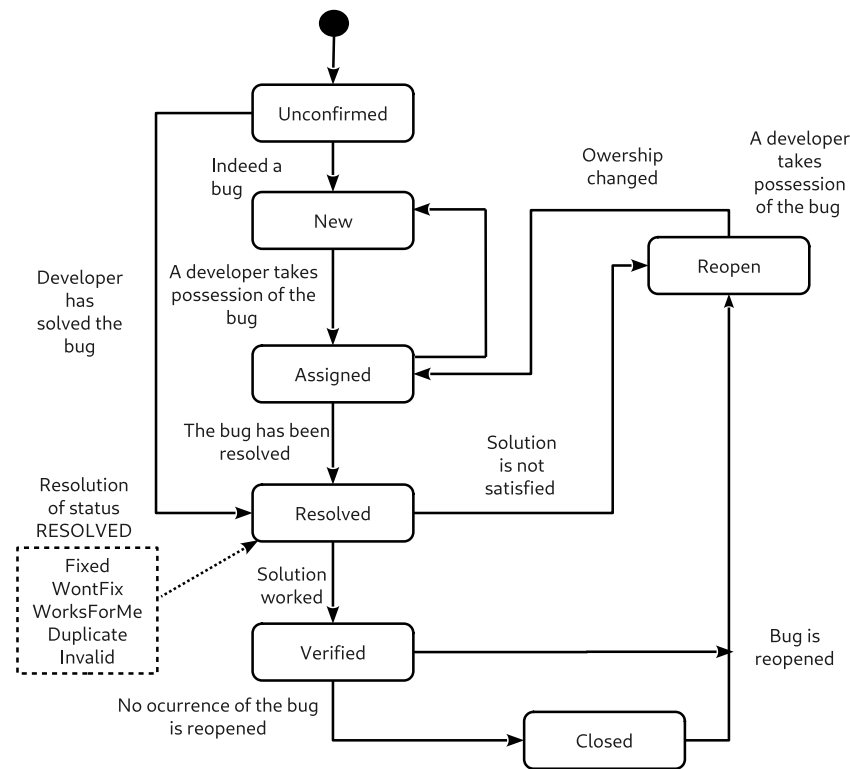 Unconfirmed
Indeed a
bug
New
Owership
changed
A developer
takes
possession
of the bug
Reopen
Developer
has
solved the
bug
A developer takes
possession of the
bug
Assigned
The bug has been
resolved
Solution
is not
satisfied
Resolution
of status
RESOLVED
Resolved
Fixed
WontFix
WorksForMe
Duplicate
Invalid
Solution
worked
Verified
Bug is
reopened
No ocurrence of the bug
is reopened
Closed